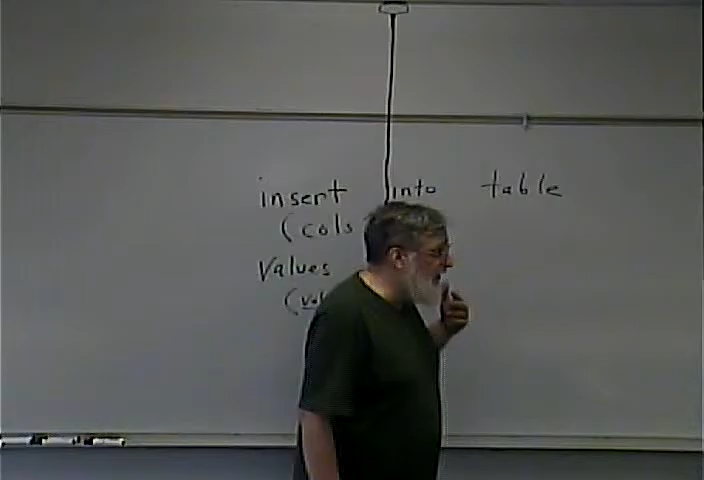 insert into table
(cols
Values